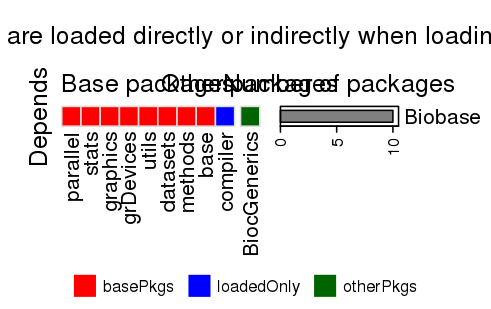 are loaded directly or indirectly when loadin
Base packages
Other packages
Number of packages
Depends
Biobase
0
5
10
parallel
stats
graphics
grDevices
utils
datasets
methods
base
compiler
BiocGenerics
basePkgs
loadedOnly
otherPkgs